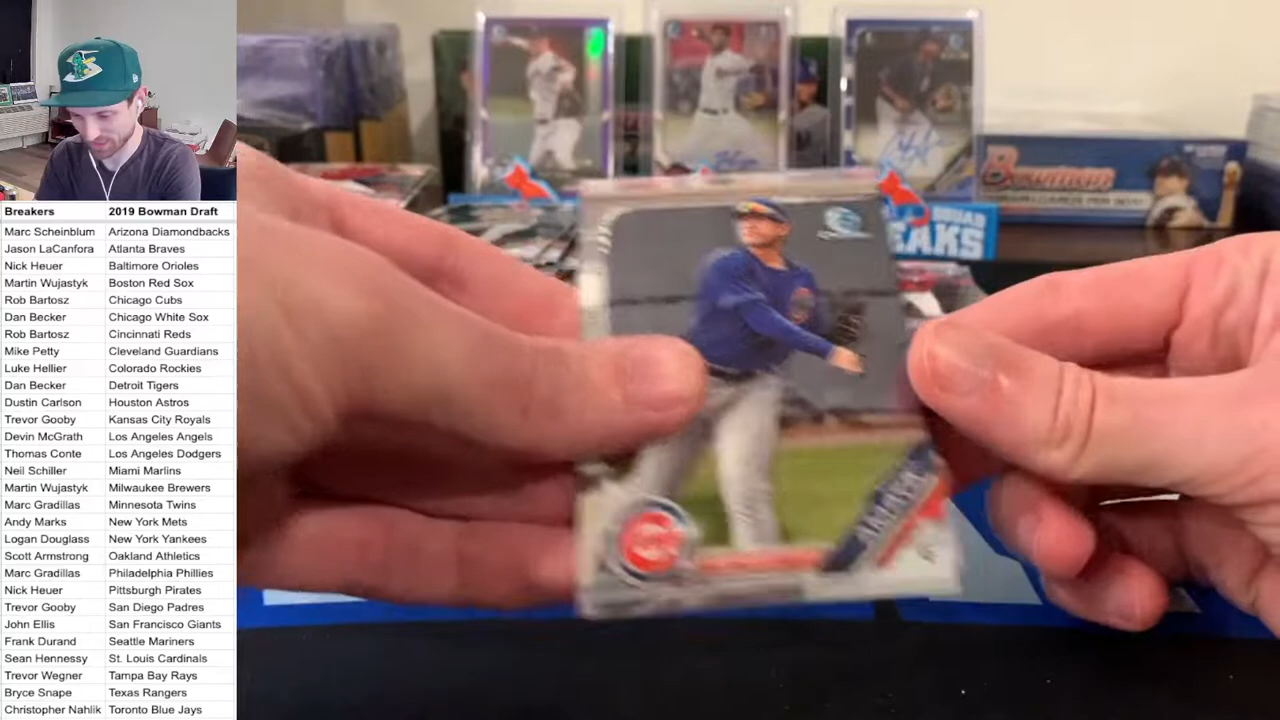 Breakers 2019 Bowman Draft
Marc Scheinblum Arizona Diamondbacks
Jason LaCanfora Atlanta Braves
Nick Heuer Baltimore Orioles
Martin Wujastyk Boston Red Sox
Rob Bartosz Chicago Cubs
Dan Becker Chicago White Sox
Rob Bartosz Cincinnati Reds
Mike Petty Cleveland Guardians
Luke Hellier Colorado Rockies
Dan Becker Detroit Tigers
Dustin Carlson Houston Astros
Trevor Gooby Kansas City Royals
Devin McGrath Los Angeles Angels
Thomas Conte Los Angeles Dodgers
Neil Schiller Miami Marlins
Martin Wujastyk Milwaukee Brewers
Marc Gradillas Minnesota Twins
Andy Marks New York Mets
Logan Douglass New York Yankees
Scott Armstrong Oakland Athletics
Marc Gradillas Philadelphia Phillies
Nick Heuer Pittsburgh Pirates
Trevor Gooby San Diego Padres
John Ellis San Francisco Giants
Frank Durand Seattle Mariners
Sean Hennessy St. Louis Cardinals
Trevor Wegner Tampa Bay Rays
Bryce Snape Texas Rangers
Christopher Nahlik Toronto Blue Jays
Bowman
SQUAD
EAKS